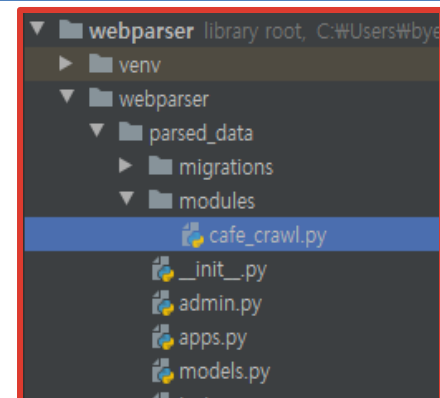 webparser library root, C:₩Users₩bye
venv
webparser
parsed_data
migrations
modules
cafe_crawl.py
__init__.py
admin.py
apps.py
models.py